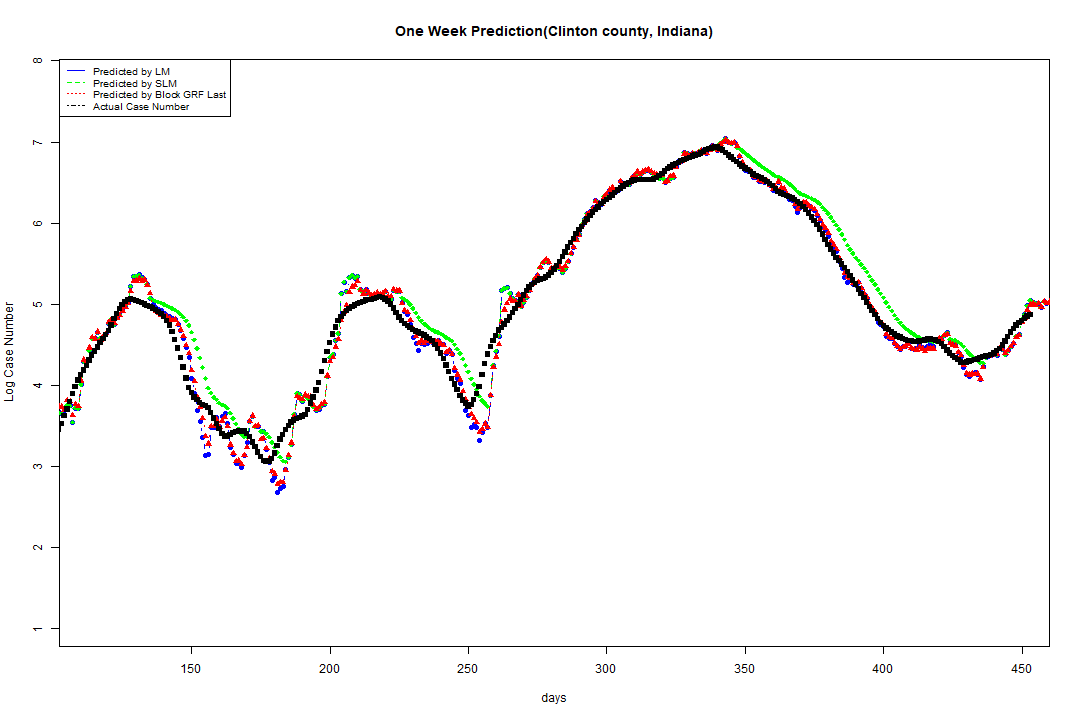 One Week Prediction(Clinton county, Indiana)
Predicted by LM
Predicted by SLM
Predicted by Block GRF Last
Actual Case Number
8
7
6
5
4
3
2
1
Log Case Number
150 200 250 300 350 400 450
days